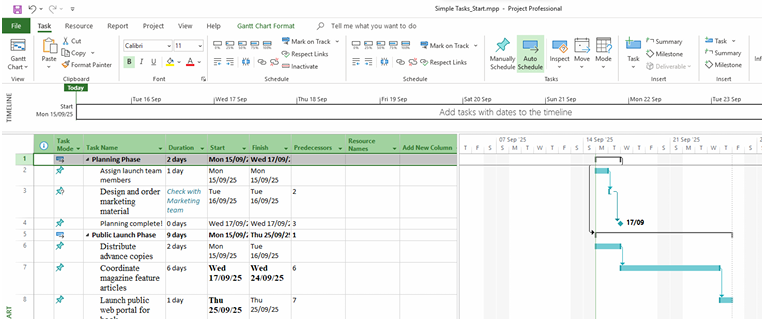 Simple Tasks_Start.mpp - Project Professional
File Task Resource Report Project View Help Gantt Chart Format Tell me what you want to do
Gantt Chart
Paste
Cut
Copy
Format Painter
Calibri 11
B I U A
0% 25% 50% 75% 100%
Mark on Track
Respect Links
Inactivate
Manually Schedule
Auto Schedule
Inspect
Move
Mode
Task
Summary
Milestone
Deliverable
Task
Summary
Milestone
0% 25% 50% 75% 100%
Mark on Track
Respect Links
View Clipboard Font Schedule Schedule Tasks Insert Insert
Today
TIMELINE
Tue 16 Sep Wed 17 Sep Thu 18 Sep Fri 19 Sep Sat 20 Sep Sun 21 Sep Mon 22 Sep Tue 23 Sep
Start
Mon 15/09/25
Add tasks with dates to the timeline
Task Mode Task Name Duration Start Finish Predecessors Resource Names Add New Column
07 Sep '25 14 Sep '25 21 Sep '25
T F S S M T W T F S S M T W T F S S M T W T F S
1 Planning Phase 2 days Mon 15/09/2 Wed 17/09/2
2 Assign launch team members 1 day Mon 15/09/25 Mon 15/09/25
3 Design and order marketing material Check with Marketing team Tue 16/09/25 Tue 16/09/25 2
4 Planning complete! 0 days Wed 17/09/2 Wed 17/09/2 3
17/09
5 Public Launch Phase 9 days Mon 15/09/2 Thu 25/09/25 1
6 Distribute advance copies 2 days Mon 15/09/25 Tue 16/09/25
7 Coordinate magazine feature articles 6 days Wed 17/09/25 Wed 24/09/25 6
8 Launch public web portal for 1 day Thu 25/09/25 Thu 25/09/25 7